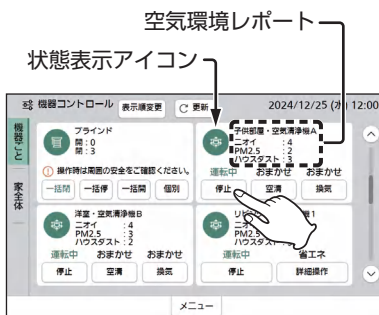 空気環境レポート
状態表示アイコン
機器コントロール 表示順変更 更新 2024/12/25 (水) 12:00
機器ごと
家全体
ブラインド
開:0
閉:3
操作時は周囲の安全をご確認ください。
一括閉 一括停 一括開 個別
子供部屋・空気清浄機A
ニオイ :4
PM2.5 :2
ハウスダスト:3
運転中 おまかせ おまかせ
停止 空清 換気
洋室・空気清浄機B
ニオイ :4
PM2.5 :3
ハウスダスト:2
運転中 おまかせ おまかせ
停止 空清 換気
運転中 省エネ
停止 詳細操作
メニュー